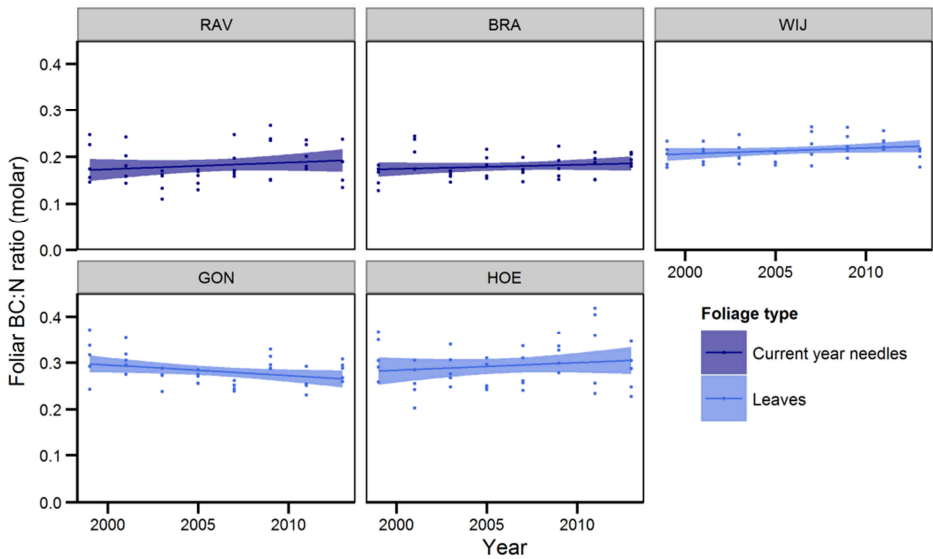 RAV
BRA
WIJ
0.4
0.3
0.2
0.1
0.0
2000 2005 2010
GON
HOE
Foliar BC:N ratio (molar)
0.4
0.3
0.2
0.1
0.0
Foliage type
Current year needles
Leaves
2000 2005 2010
2000 2005 2010
Year